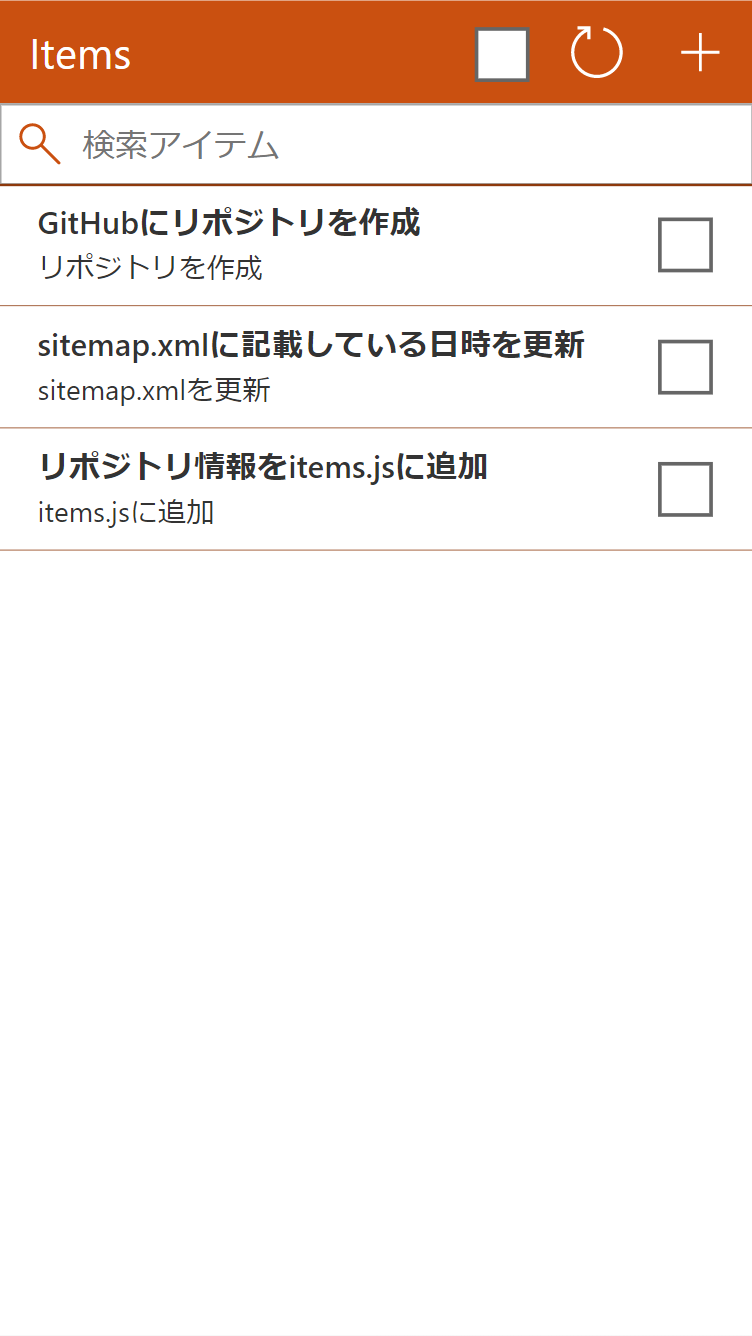 Items
検索アイテム
GitHubにリポジトリを作成
リポジトリを作成
sitemap.xmlに記載している日時を更新
sitemap.xmlを更新
リポジトリ情報をitems.jsに追加
items.jsに追加